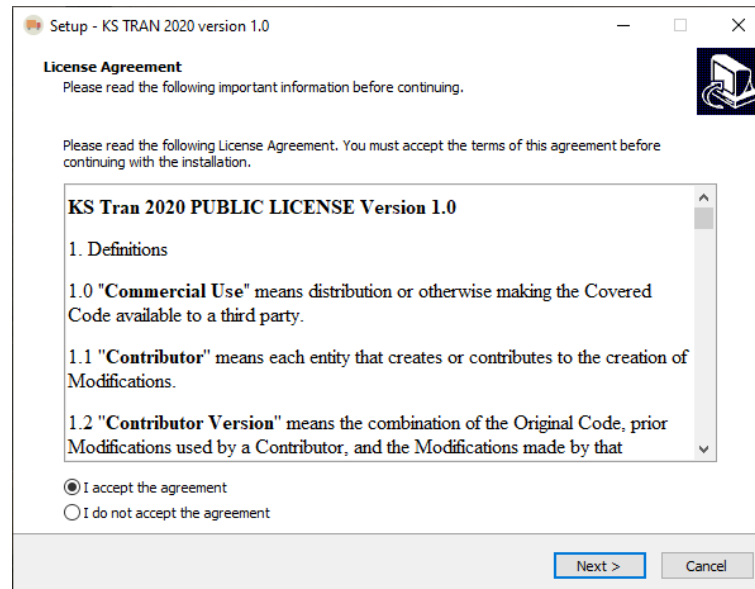 Setup - KS TRAN 2020 version 1.0
License Agreement
Please read the following important information before continuing.
Please read the following License Agreement. You must accept the terms of this agreement before
continuing with the installation.
KS Tran 2020 PUBLIC LICENSE Version 1.0
1. Definitions
1.0 "Commercial Use" means distribution or otherwise making the Covered
Code available to a third party.
1.1 "Contributor" means each entity that creates or contributes to the creation of
Modifications.
1.2 "Contributor Version" means the combination of the Original Code, prior
Modifications used by a Contributor, and the Modifications made by that
I accept the agreement
I do not accept the agreement
Next >
Cancel